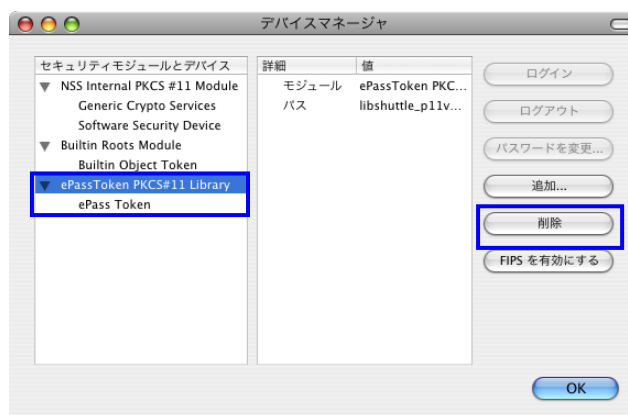 デバイスマネージャ
セキュリティモジュールとデバイス
NSS Internal PKCS #11 Module
Generic Crypto Services
Software Security Device
Builtin Roots Module
Builtin Object Token
ePassToken PKCS#11 Library
ePass Token
詳細 値
モジュール ePassToken PKC...
パス libshuttle_p11v...
ログイン
ログアウト
パスワードを変更...
追加...
削除
FIPS を有効にする
OK